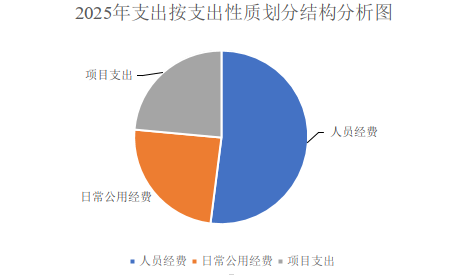 2025年支出按支出性质划分结构分析图
项目支出
人员经费
日常公用经费
人员经费 日常公用经费 项目支出